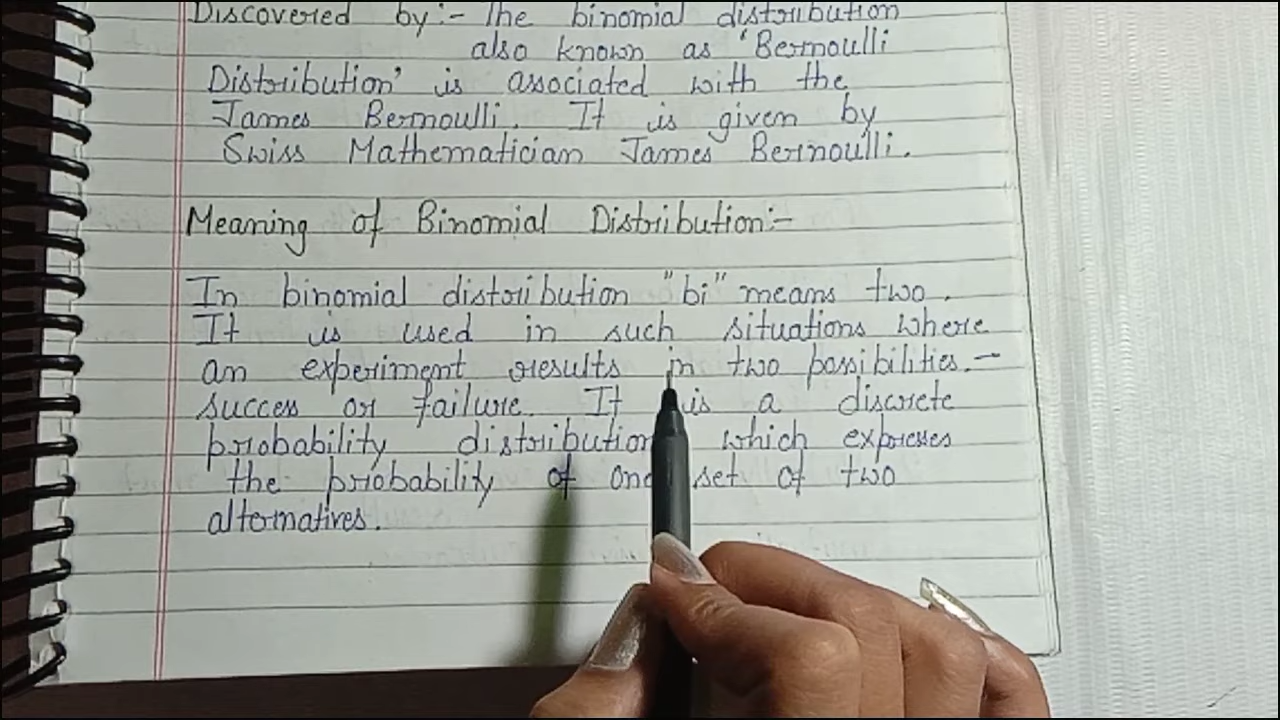 Discovered by:- The binomial distribution
also known as 'Bernoulli
Distribution' is associated with the
James Bernoulli. It is given by
Swiss Mathematician James Bernoulli.
Meaning of Binomial Distribution:-
In binomial distribution "bi" means two.
It is used in such situations where
an experiment results in two possibilities.-
success or failure. It is a discrete
probability distribution which expresses
the probability of one set of two
alternatives.